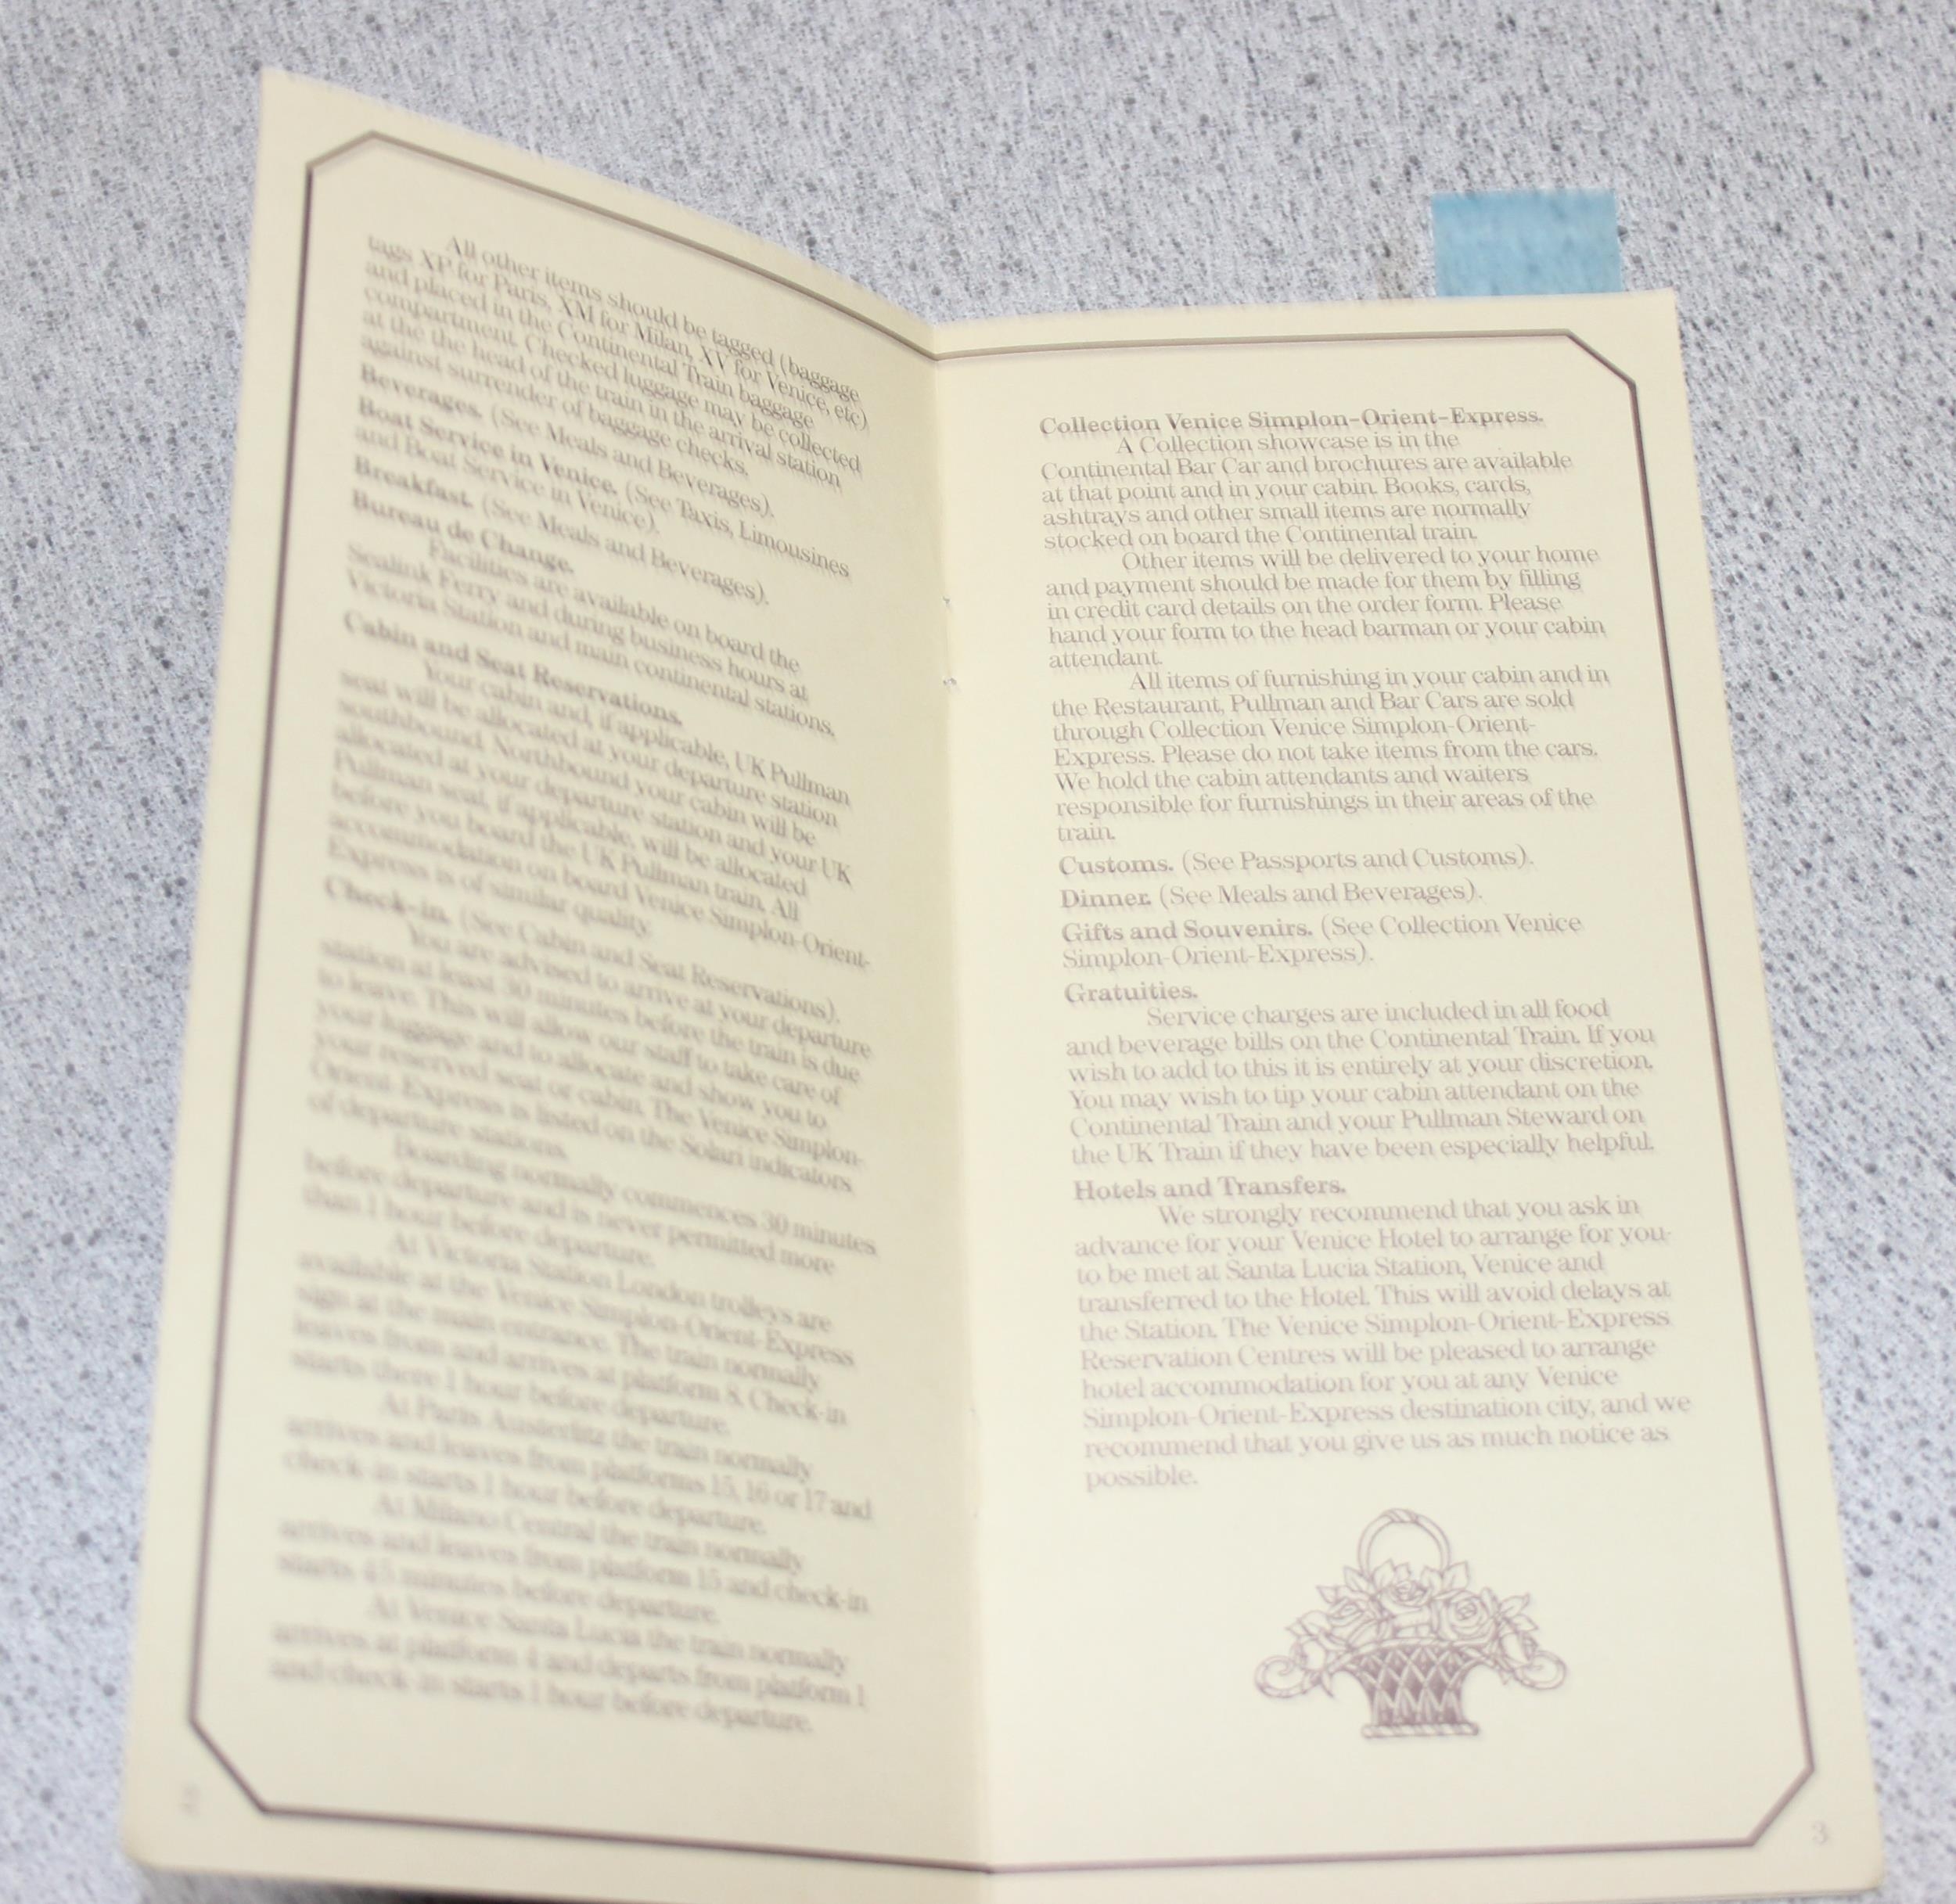 All other items should be tagged (baggage
tags XP for Paris, XM for Milan, XV for Venice, etc)
and placed in the Continental Train baggage
compartment. Checked luggage may be collected
at the the head of the train in the arrival station
against surrender of baggage checks.
Beverages. (See Meals and Beverages).
Boat Service in Venice. (See Taxis, Limousines
and Boat Service in Venice).
Breakfast. (See Meals and Beverages).
Bureau de Change.
Facilities are available on board the
Sealink Ferry and during business hours at
Victoria Station and main continental stations.
Cabin and Seat Reservations.
Your cabin and, if applicable, UK Pullman
seat will be allocated at your departure station
southbound. Northbound your cabin will be
allocated at your departure station and your UK
Pullman seat, if applicable, will be allocated
before you board the UK Pullman train. All
accommodation on board Venice Simplon-Orient-
Express is of similar quality.
Check-in. (See Cabin and Seat Reservations).
You are advised to arrive at your departure
station at least 30 minutes before the train is due
to leave. This will allow our staff to take care of
your luggage and to allocate and show you to
your reserved seat or cabin. The Venice Simplon-
Orient-Express is listed on the Solari indicators
of departure stations.
Boarding normally commences 30 minutes
before departure and is never permitted more
than 1 hour before departure.
At Victoria Station London trolleys are
available at the Venice Simplon-Orient-Express
sign at the main entrance. The train normally
leaves from and arrives at platform 8. Check-in
starts there 1 hour before departure.
At Paris Austerlitz the train normally
arrives and leaves from platforms 15, 16 or 17 and
check-in starts 1 hour before departure.
At Milano Central the train normally
arrives and leaves from platform 15 and check-in
starts 45 minutes before departure.
At Venice Santa Lucia the train normally
arrives at platform 4 and departs from platform 1
and check-in starts 1 hour before departure.
2
Collection Venice Simplon-Orient-Express.
A Collection showcase is in the
Continental Bar Car and brochures are available
at that point and in your cabin. Books, cards,
ashtrays and other small items are normally
stocked on board the Continental train.
Other items will be delivered to your home
and payment should be made for them by filling
in credit card details on the order form. Please
hand your form to the head barman or your cabin
attendant.
All items of furnishing in your cabin and in
the Restaurant, Pullman and Bar Cars are sold
through Collection Venice Simplon-Orient-
Express. Please do not take items from the cars.
We hold the cabin attendants and waiters
responsible for furnishings in their areas of the
train.
Customs. (See Passports and Customs).
Dinner. (See Meals and Beverages).
Gifts and Souvenirs. (See Collection Venice
Simplon-Orient-Express).
Gratuities.
Service charges are included in all food
and beverage bills on the Continental Train. If you
wish to add to this it is entirely at your discretion.
You may wish to tip your cabin attendant on the
Continental Train and your Pullman Steward on
the UK Train if they have been especially helpful.
Hotels and Transfers.
We strongly recommend that you ask in
advance for your Venice Hotel to arrange for you
to be met at Santa Lucia Station, Venice and
transferred to the Hotel. This will avoid delays at
the Station. The Venice Simplon-Orient-Express
Reservation Centres will be pleased to arrange
hotel accommodation for you at any Venice
Simplon-Orient-Express destination city, and we
recommend that you give us as much notice as
possible.
3